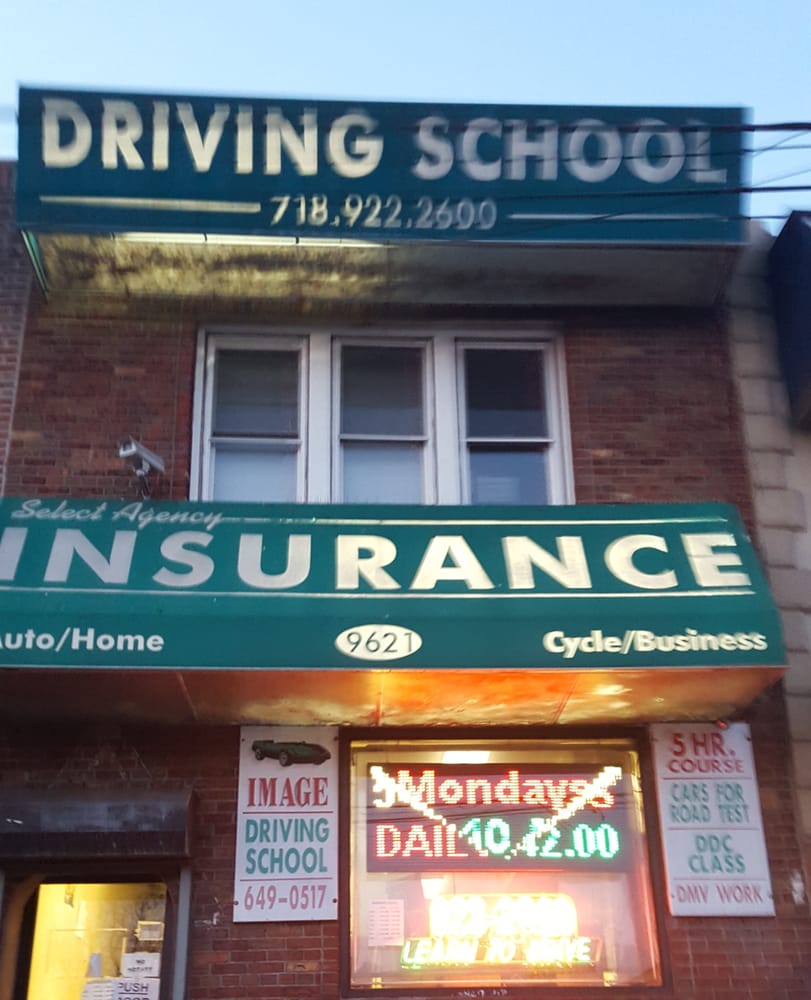 DRIVING SCHOOL
718.922.2600
Select Agency
INSURANCE
Auto/Home
9621
Cycle/Business
IMAGE
DRIVING
SCHOOL
649-0517
Mondays
LEARN TO DRIVE
5 HR.
COURSE
CARS FOR
ROAD TEST
DDC
CLASS
DMV WORK
PUSH